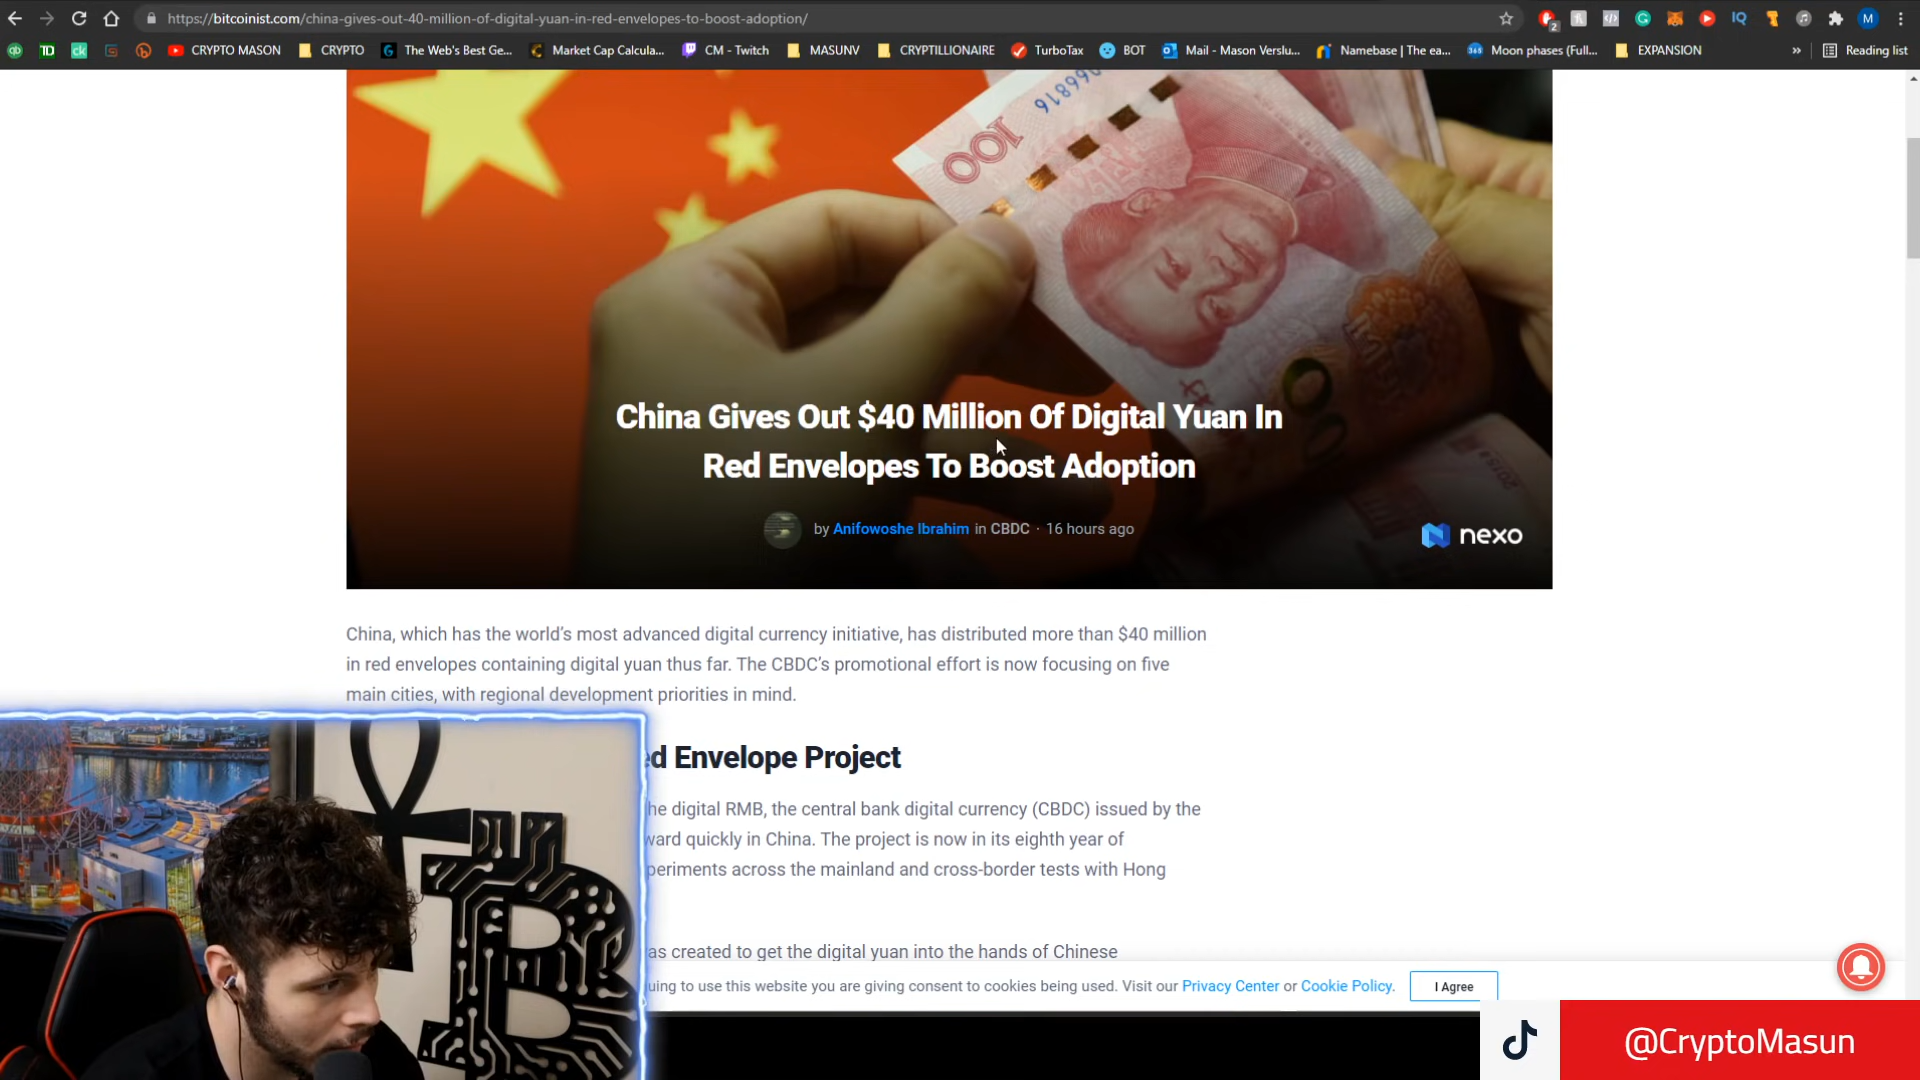 https://bitcoinist.com/china-gives-out-40-million-of-digital-yuan-in-red-envelopes-to-boost-adoption/
2
IQ
M
qb
TD
ck
CRYPTO MASON
CRYPTO
The Web's Best Ge...
Market Cap Calcula...
CM - Twitch
MASUNV
CRYPTILLIONAIRE
TurboTax
BOT
Mail - Mason Verslu...
Namebase | The ea...
365
Moon phases (Full...
EXPANSION
»
Reading list
100
066816
China Gives Out $40 Million Of Digital Yuan In
Red Envelopes To Boost Adoption
by Anifowoshe Ibrahim in CBDC · 16 hours ago
nexo
China, which has the world's most advanced digital currency initiative, has distributed more than $40 million
in red envelopes containing digital yuan thus far. The CBDC's promotional effort is now focusing on five
main cities, with regional development priorities in mind.
ed Envelope Project
he digital RMB, the central bank digital currency (CBDC) issued by the
ward quickly in China. The project is now in its eighth year of
periments across the mainland and cross-border tests with Hong
as created to get the digital yuan into the hands of Chinese
uing to use this website you are giving consent to cookies being used. Visit our Privacy Center or Cookie Policy.
I Agree
@CryptoMasun